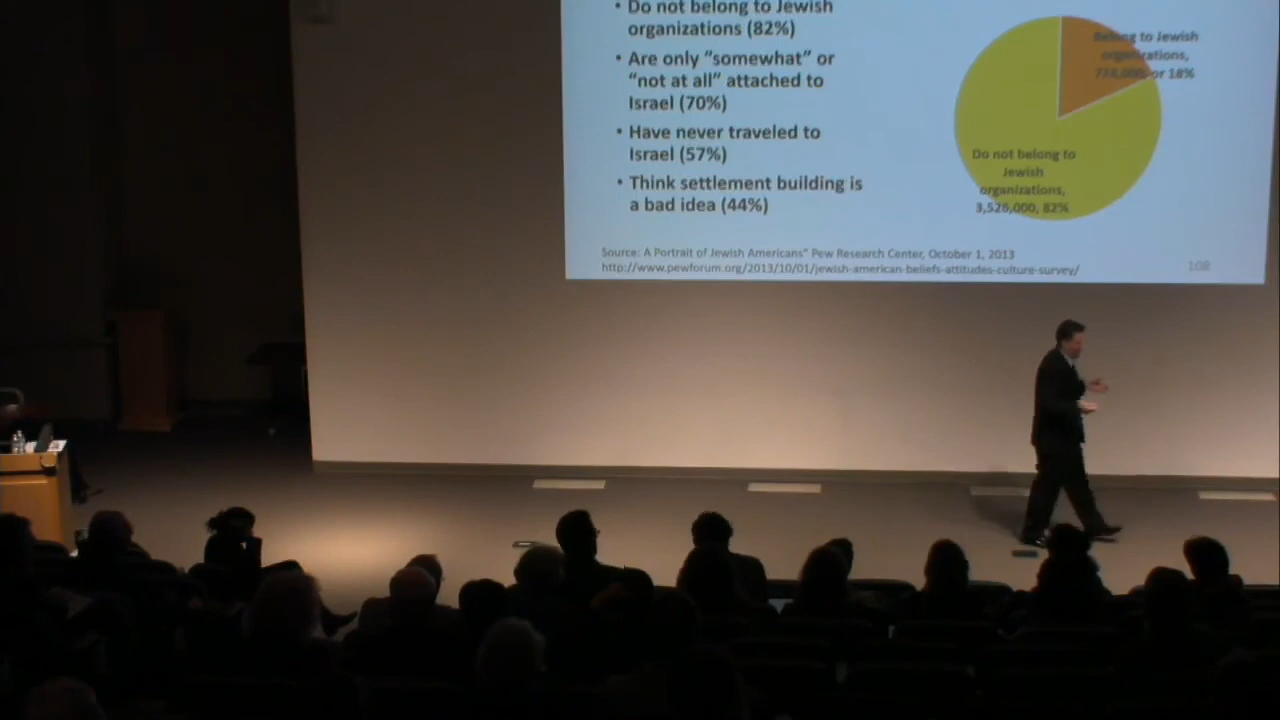 • Do not belong to Jewish
organizations (82%)
• Are only “somewhat” or
“not at all” attached to
Israel (70%)
• Have never traveled to
Israel (57%)
• Think settlement building is
a bad idea (44%)
Belong to Jewish
organizations,
or 18%
Do not belong to
Jewish
organizations,
3,526,000, 82%
Source: A Portrait of Jewish Americans” Pew Research Center, October 1, 2013
http://www.pewforum.org/2013/10/01/jewish-american-beliefs-attitudes-culture-survey/
108